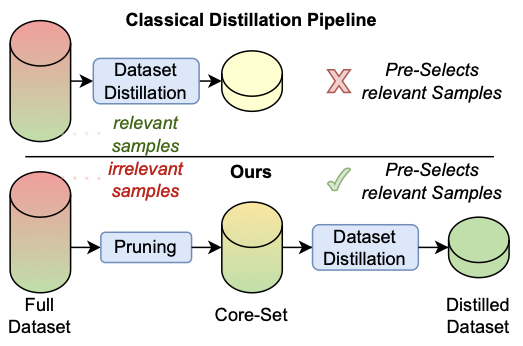 Classical Distillation Pipeline
Dataset
Distillation
Pre-Selects
relevant Samples
relevant
samples
irrelevant
samples
Ours
Pre-Selects
relevant Samples
Pruning
Dataset
Distillation
Full
Dataset
Core-Set
Distilled
Dataset